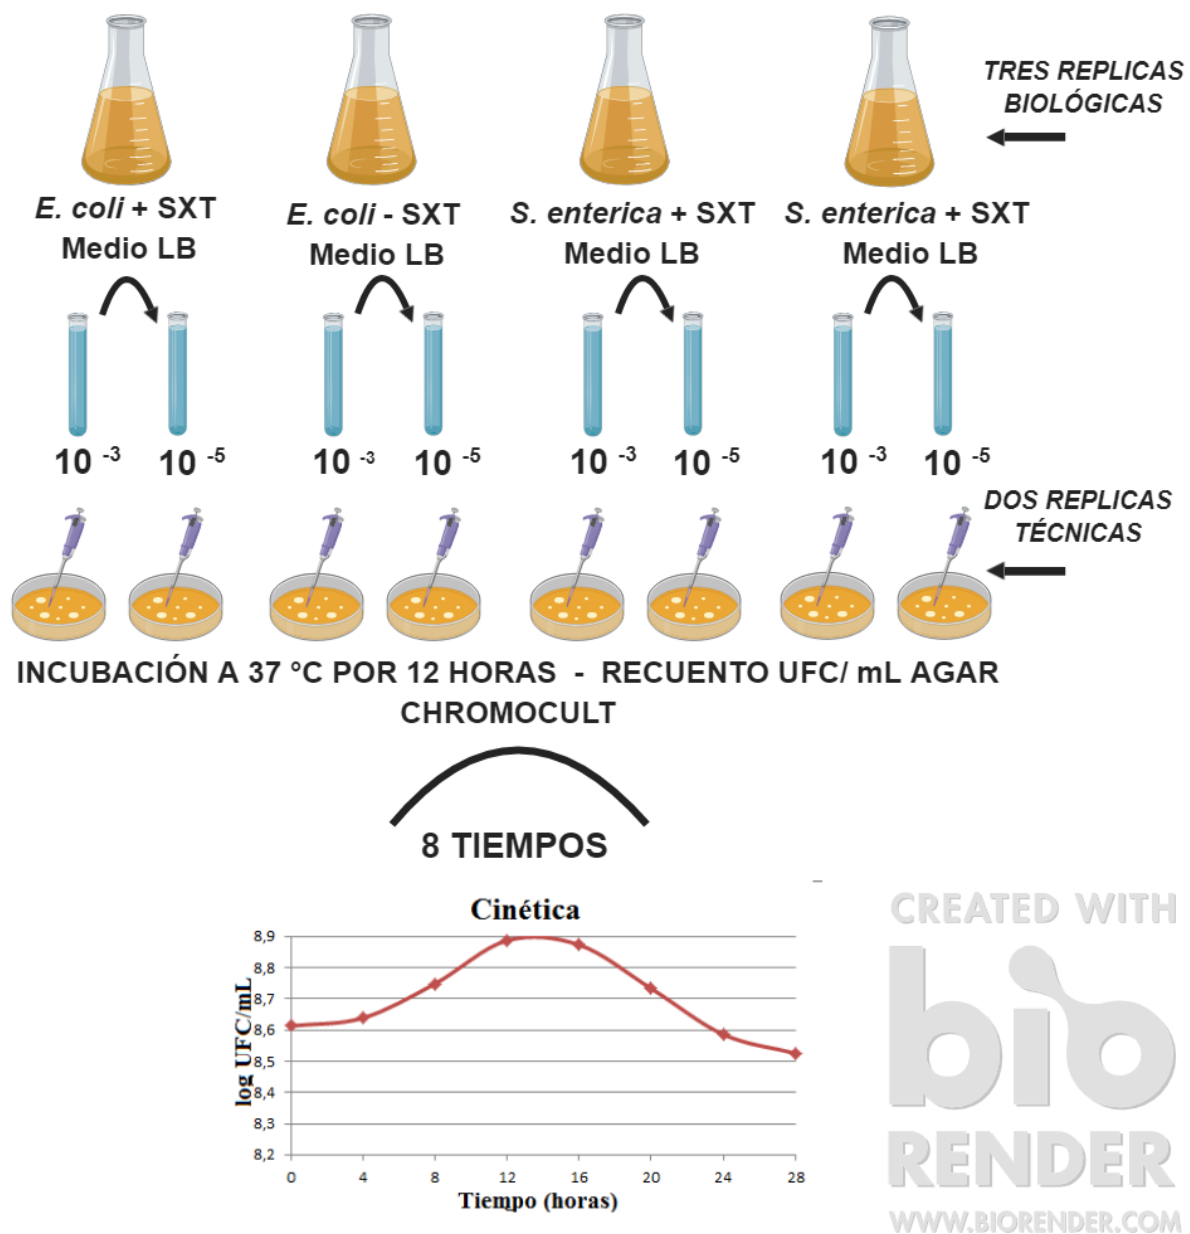 TRES REPLICAS
BIOLÓGICAS
E. coli + SXT
Medio LB
E. coli - SXT
Medio LB
S. enterica + SXT
Medio LB
S. enterica + SXT
Medio LB
10 -3
10 -5
10 -3
10 -5
10 -3
10 -5
10 -3
10 -5
DOS REPLICAS
TÉCNICAS
INCUBACIÓN A 37 °C POR 12 HORAS - RECUENTO UFC/ mL AGAR
CHROMOCULT
8 TIEMPOS
Cinética
log UFC/mL
8,9
8,8
8,7
8,6
8,5
8,4
8,3
8,2
0 4 8 12 16 20 24 28
Tiempo (horas)
CREATED WITH
bio
RENDER
WWW.BIORENDER.COM